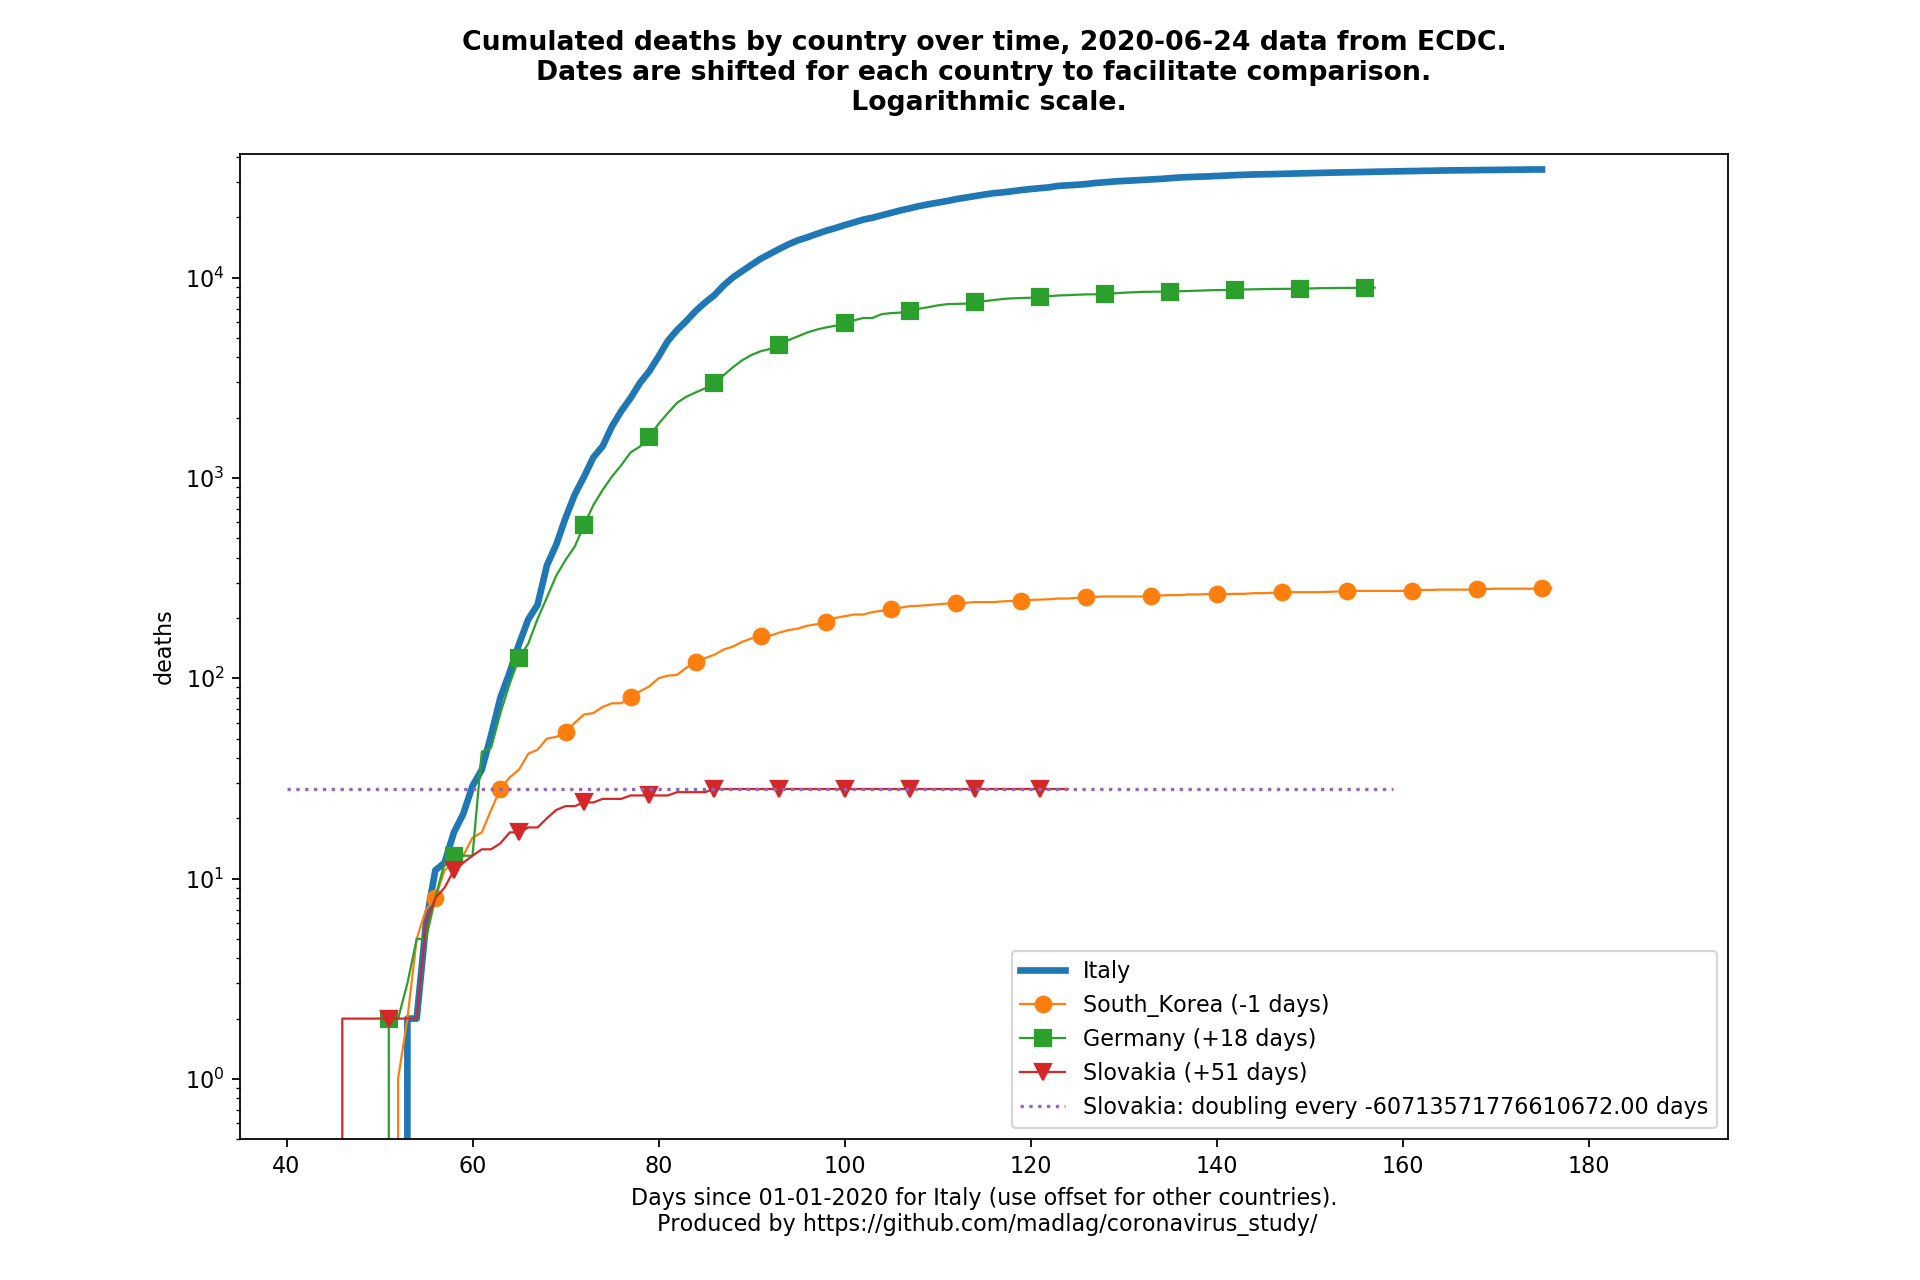 Cumulated deaths by country over time, 2020-06-24 data from ECDC.
Dates are shifted for each country to facilitate comparison.
Logarithmic scale.
10^4
10^3
10^2
10^1
10^0
deaths
Italy
South_Korea (-1 days)
Germany (+18 days)
Slovakia (+51 days)
Slovakia: doubling every -60713571776610672.00 days
40 60 80 100 120 140 160 180
Days since 01-01-2020 for Italy (use offset for other countries).
Produced by https://github.com/madlag/coronavirus_study/